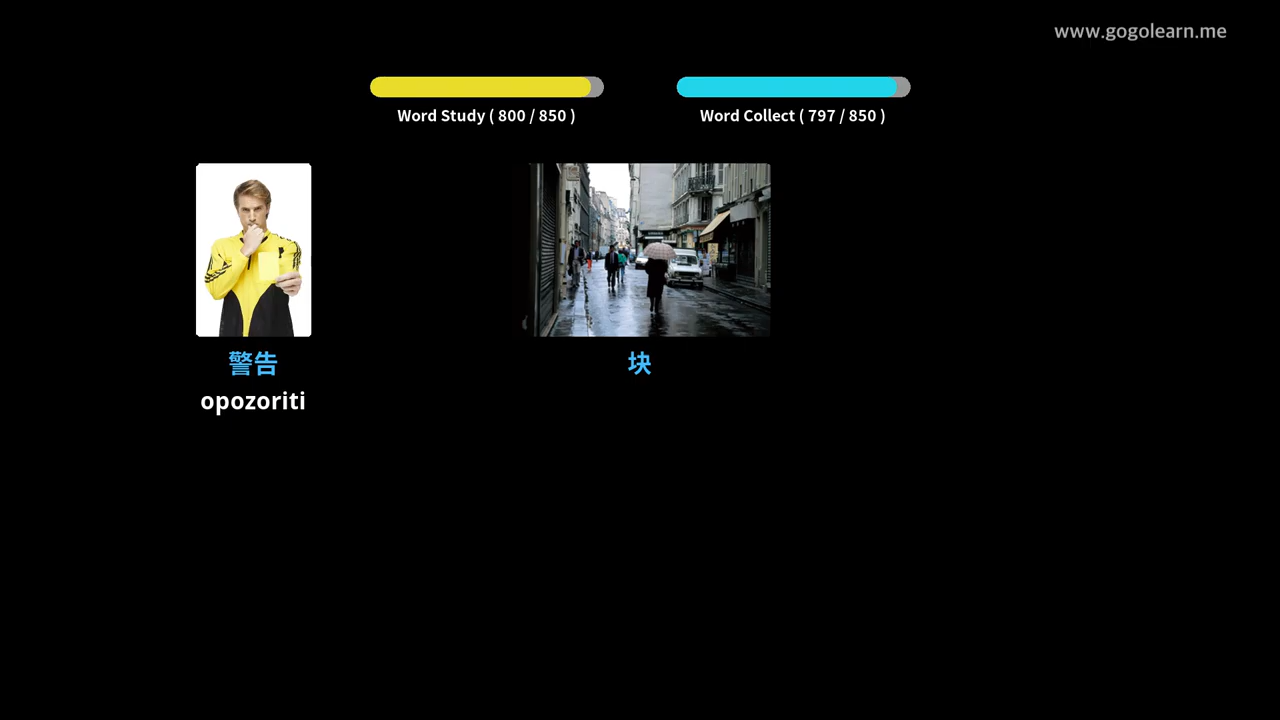 www.gogolearn.me
Word Study ( 800 / 850 )
Word Collect ( 797 / 850 )
警告
块
opozoriti